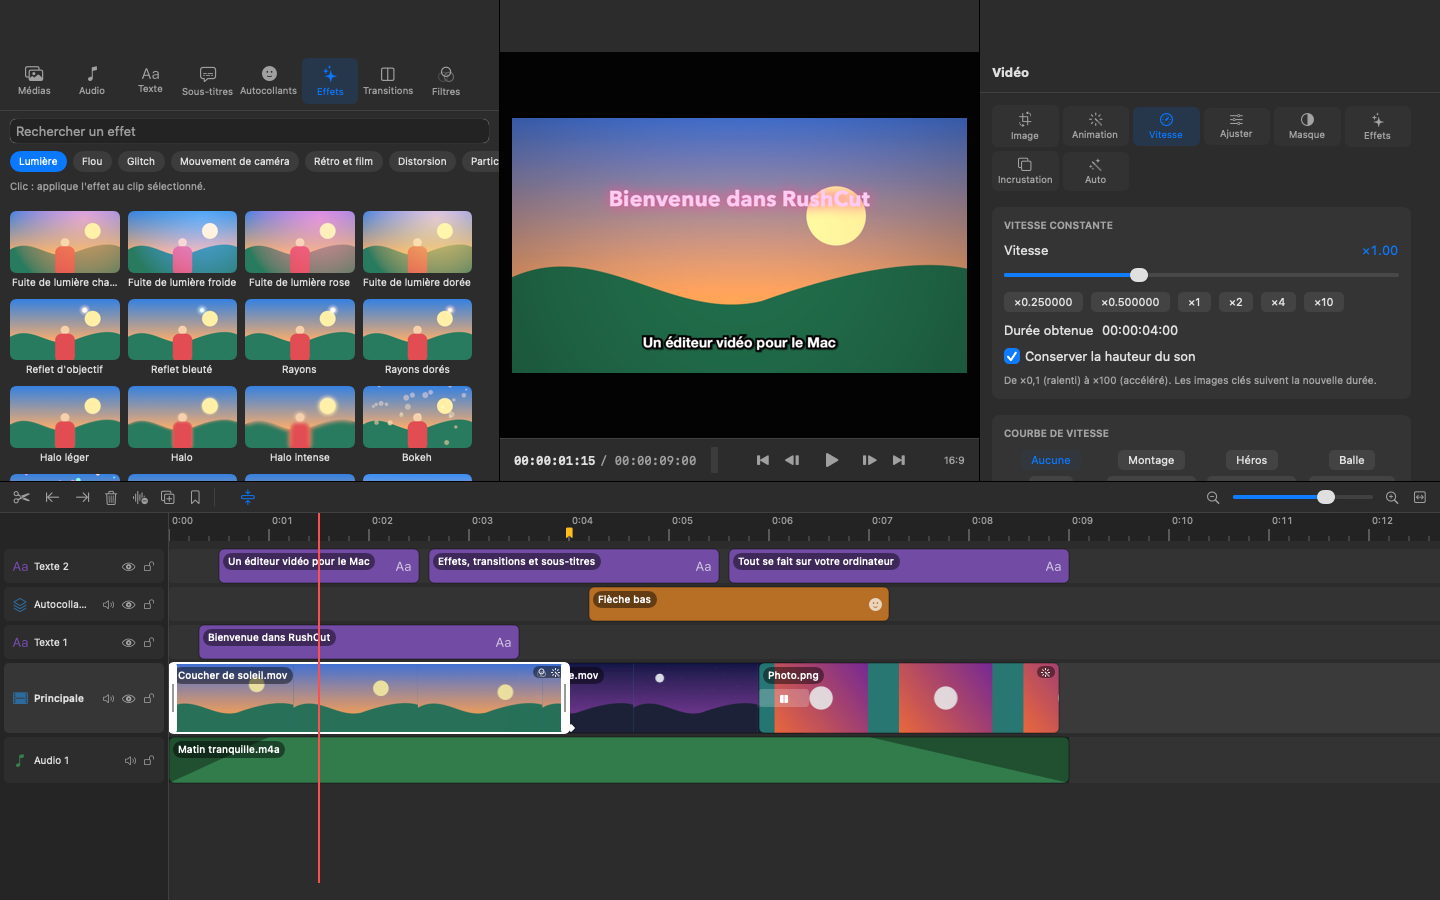 Médias
Audio
Aa
Texte
Sous-titres
Autocollants
Effets
Transitions
Filtres
Rechercher un effet
Lumière
Flou
Glitch
Mouvement de caméra
Rétro et film
Distorsion
Partic
Clic : applique l'effet au clip sélectionné.
Fuite de lumière cha...
Fuite de lumière froide
Fuite de lumière rose
Fuite de lumière dorée
Reflet d'objectif
Reflet bleuté
Rayons
Rayons dorés
Halo léger
Halo
Halo intense
Bokeh
Bienvenue dans RushCut
Un éditeur vidéo pour le Mac
00:00:01:15 / 00:00:09:00
16:9
Vidéo
Image
Animation
Vitesse
Ajuster
Masque
Effets
Incrustation
Auto
VITESSE CONSTANTE
Vitesse
×1.00
×0.250000
×0.500000
×1
×2
×4
×10
Durée obtenue 00:00:04:00
Conserver la hauteur du son
De ×0,1 (ralenti) à ×100 (accéléré). Les images clés suivent la nouvelle durée.
COURBE DE VITESSE
Aucune
Montage
Héros
Balle
0:00
0:01
0:02
0:03
0:04
0:05
0:06
0:07
0:08
0:09
0:10
0:11
0:12
Aa Texte 2
Un éditeur vidéo pour le Mac
Aa
Effets, transitions et sous-titres
Aa
Tout se fait sur votre ordinateur
Aa
Autocolla...
Flèche bas
Aa Texte 1
Bienvenue dans RushCut
Aa
Principale
Coucher de soleil.mov
e.mov
Photo.png
Audio 1
Matin tranquille.m4a